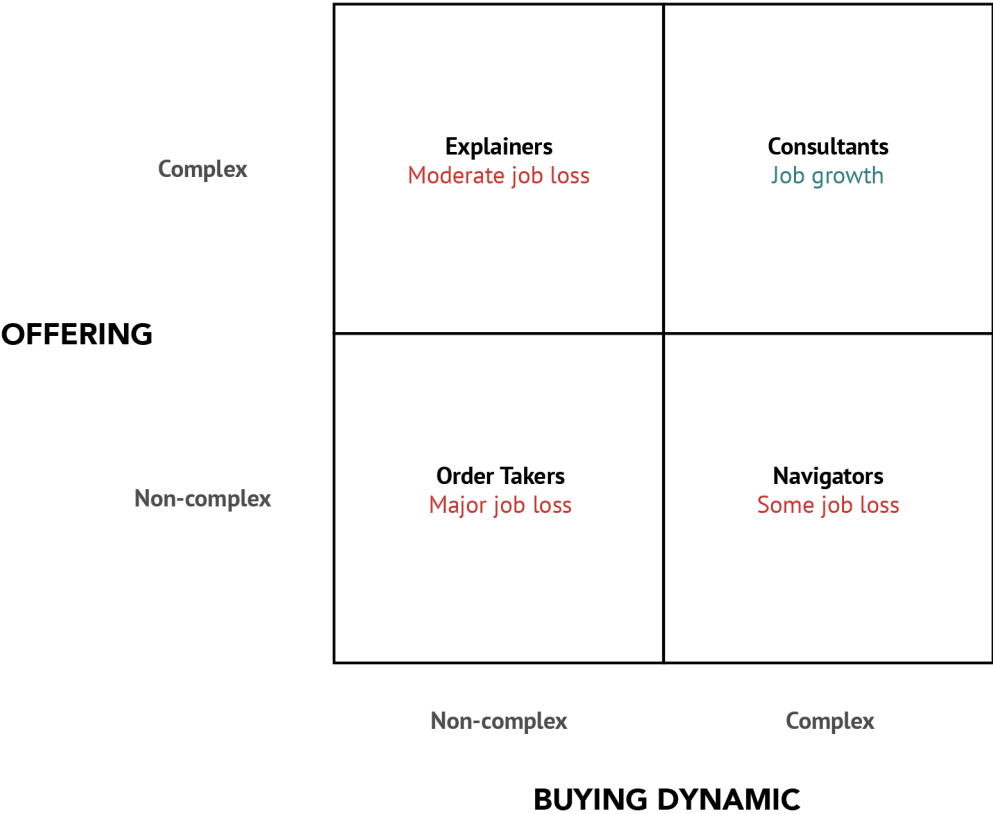 Complex
Explainers
Moderate job loss
Consultants
Job growth
OFFERING
Non-complex
Order Takers
Major job loss
Navigators
Some job loss
Non-complex
Complex
BUYING DYNAMIC